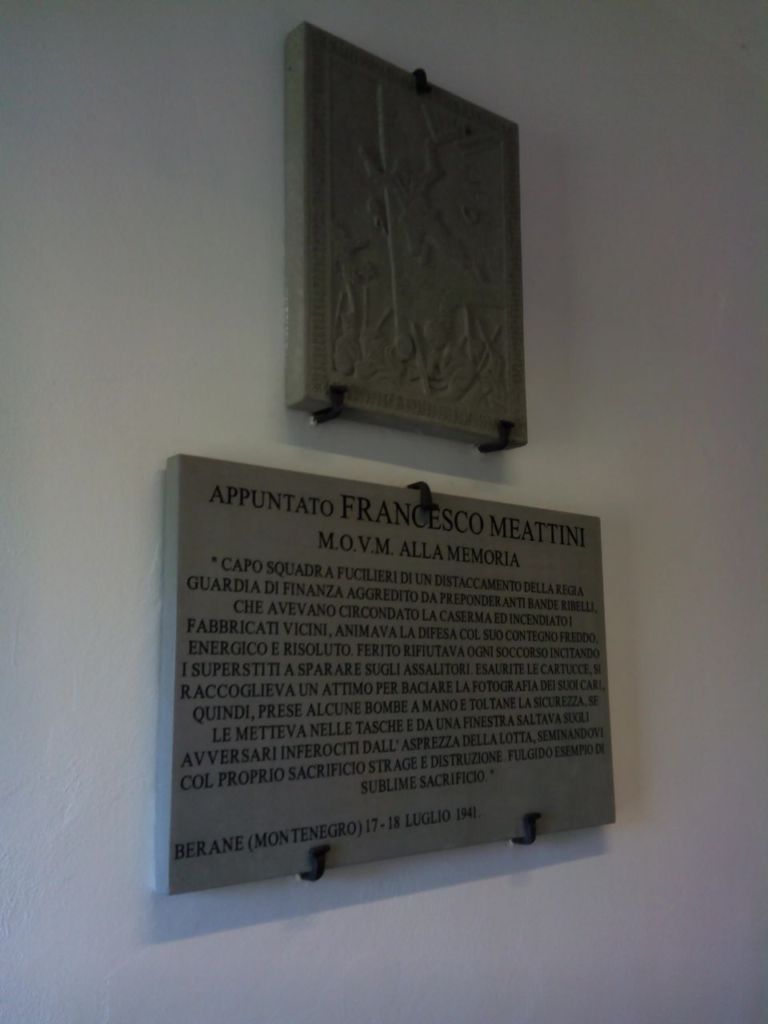 APPUNTATO FRANCESCO MEATTINI
M.O.V.M. ALLA MEMORIA
" CAPO SQUADRA FUCILIERI DI UN DISTACCAMENTO DELLA REGIA
GUARDIA DI FINANZA AGGREDITO DA PREPONDERANTI BANDE RIBELLI,
CHE AVEVANO CIRCONDATO LA CASERMA ED INCENDIATO I
FABBRICATI VICINI, ANIMAVA LA DIFESA COL SUO CONTEGNO FREDDO,
ENERGICO E RISOLUTO. FERITO RIFIUTAVA OGNI SOCCORSO INCITANDO
I SUPERSTITI A SPARARE SUGLI ASSALITORI. ESAURITE LE CARTUCCE, SI
RACCOGLIEVA UN ATTIMO PER BACIARE LA FOTOGRAFIA DEI SUOI CARI,
QUINDI, PRESE ALCUNE BOMBE A MANO E TOLTANE LA SICUREZZA, SE
LE METTEVA NELLE TASCHE E DA UNA FINESTRA SALTAVA SUGLI
AVVERSARI INFEROCITI DALL' ASPREZZA DELLA LOTTA, SEMINANDOVI
COL PROPRIO SACRIFICIO STRAGE E DISTRUZIONE. FULGIDO ESEMPIO DI
SUBLIME SACRIFICIO. "
BERANE (MONTENEGRO) 17 - 18 LUGLIO 1941.